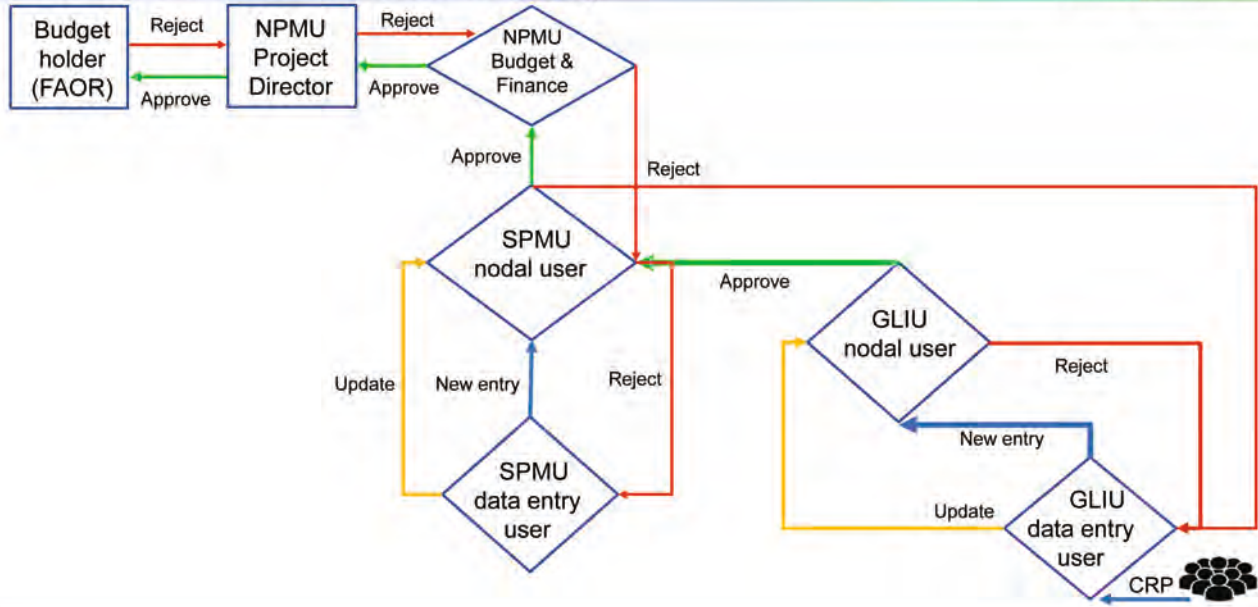 Budget
holder
(FAOR)
Reject
Approve
NPMU
Project
Director
Reject
Approve
NPMU
Budget &
Finance
Approve
Reject
SPMU
nodal user
Approve
GLIU
nodal user
Update
New entry
Reject
Reject
New entry
SPMU
data entry
user
Update
GLIU
data entry
user
CRP